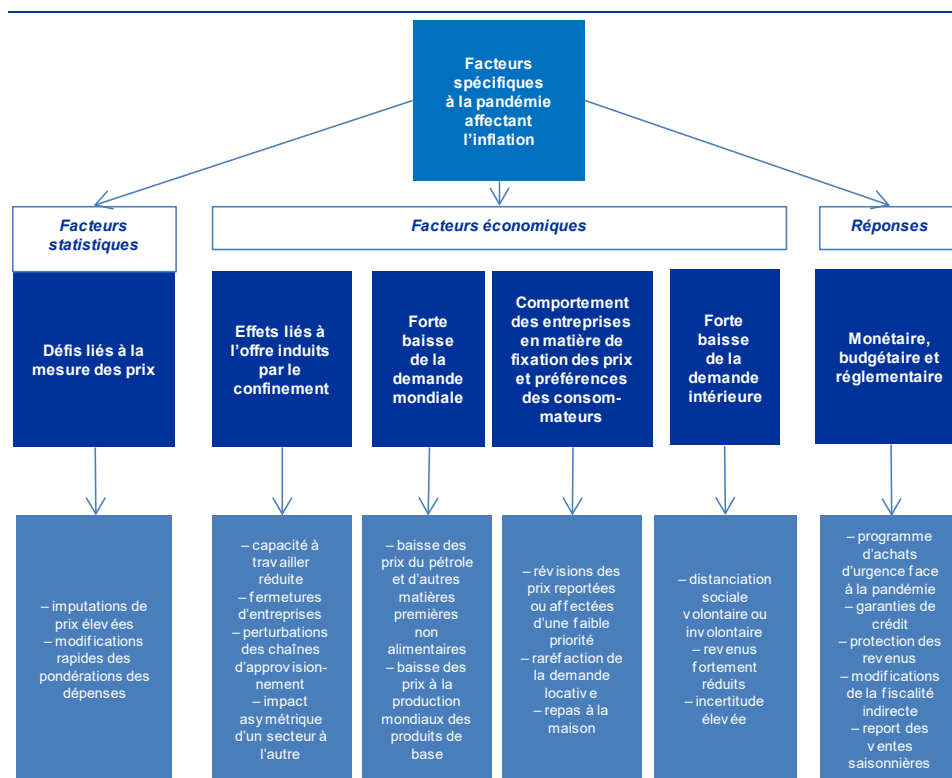 Facteurs
spécifiques
à la pandémie
affectant
l'inflation
Facteurs
statistiques
Facteurs économiques
Réponses
Défis liés à la
mesure des prix
Effets liés à
l'offre induits
par le
confinement
Forte
baisse
de la
demande
mondiale
Comportement
des entreprises
en matière de
fixation des prix
et préférences
des consom-
mateurs
Forte
baisse
de la
demande
intérieure
Monétaire,
budgétaire et
réglementaire
– imputations de
prix élevées
– modifications
rapides des
pondérations des
dépenses
– capacité à
travailler
réduite
– fermetures
d'entreprises
– perturbations
des chaînes
d'approvision-
nement
– impact
asymétrique
d'un secteur à
l'autre
– baisse des
prix du pétrole
et d'autres
matières
premières
non
alimentaires
– baisse des
prix à la
production
mondiaux des
produits de
base
– révisions des
prix reportées
ou affectées
d'une faible
priorité
– raréfaction de
la demande
locative
– repas à la
maison
– distanciation
sociale
volontaire ou
involontaire
– revenus
fortement
réduits
– incertitude
élevée
– programme
d'achats
d'urgence face
à la pandémie
– garanties de
crédit
– protection des
revenus
– modifications
de la fiscalité
indirecte
– report des
ventes
saisonnières